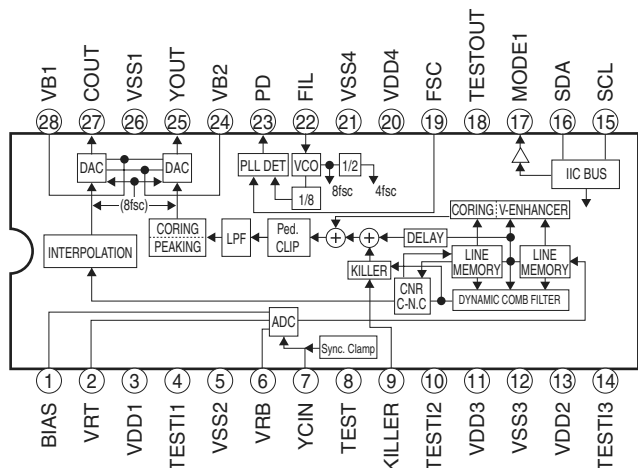 VB1
COUT
VSS1
YOUT
VB2
PD
FIL
VSS4
VDD4
FSC
TESTOUT
MODE1
SDA
SCL
28 27 26 25 24 23 22 21 20 19 18 17 16 15
DAC
DAC
(8fsc)
PLL DET
VCO
1/2
1/8
8fsc
4fsc
IIC BUS
CORING V-ENHANCER
INTERPOLATION
CORING
PEAKING
LPF
Ped.
CLIP
+
+
DELAY
KILLER
CNR
C-N.C
LINE
MEMORY
LINE
MEMORY
DYNAMIC COMB FILTER
ADC
Sync. Clamp
1 2 3 4 5 6 7 8 9 10 11 12 13 14
BIAS
VRT
VDD1
TESTI1
VSS2
VRB
YCIN
TEST
KILLER
TESTI2
VDD3
VSS3
VDD2
TESTI3